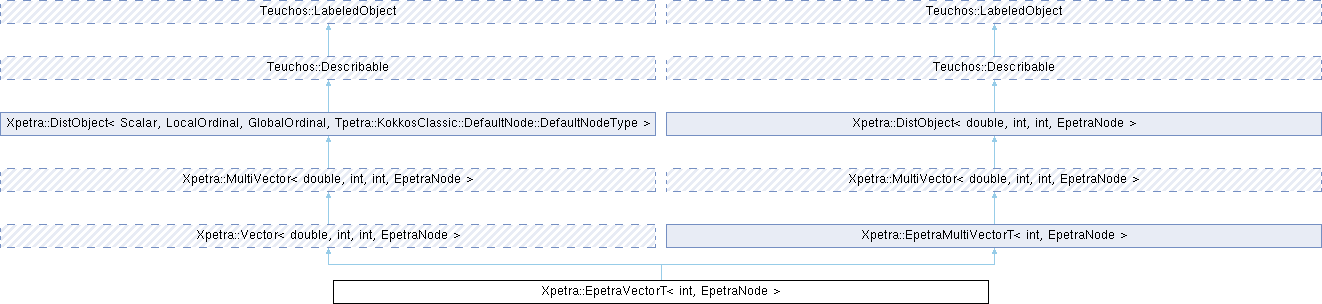 Teuchos::LabeledObject
Teuchos::LabeledObject
Teuchos::Describable
Teuchos::Describable
Xpetra::DistObject< Scalar, LocalOrdinal, GlobalOrdinal, Tpetra::KokkosClassic::DefaultNode::DefaultNodeType >
Xpetra::DistObject< double, int, int, EpetraNode >
Xpetra::MultiVector< double, int, int, EpetraNode >
Xpetra::MultiVector< double, int, int, EpetraNode >
Xpetra::Vector< double, int, int, EpetraNode >
Xpetra::EpetraMultiVectorT< int, EpetraNode >
Xpetra::EpetraVectorT< int, EpetraNode >